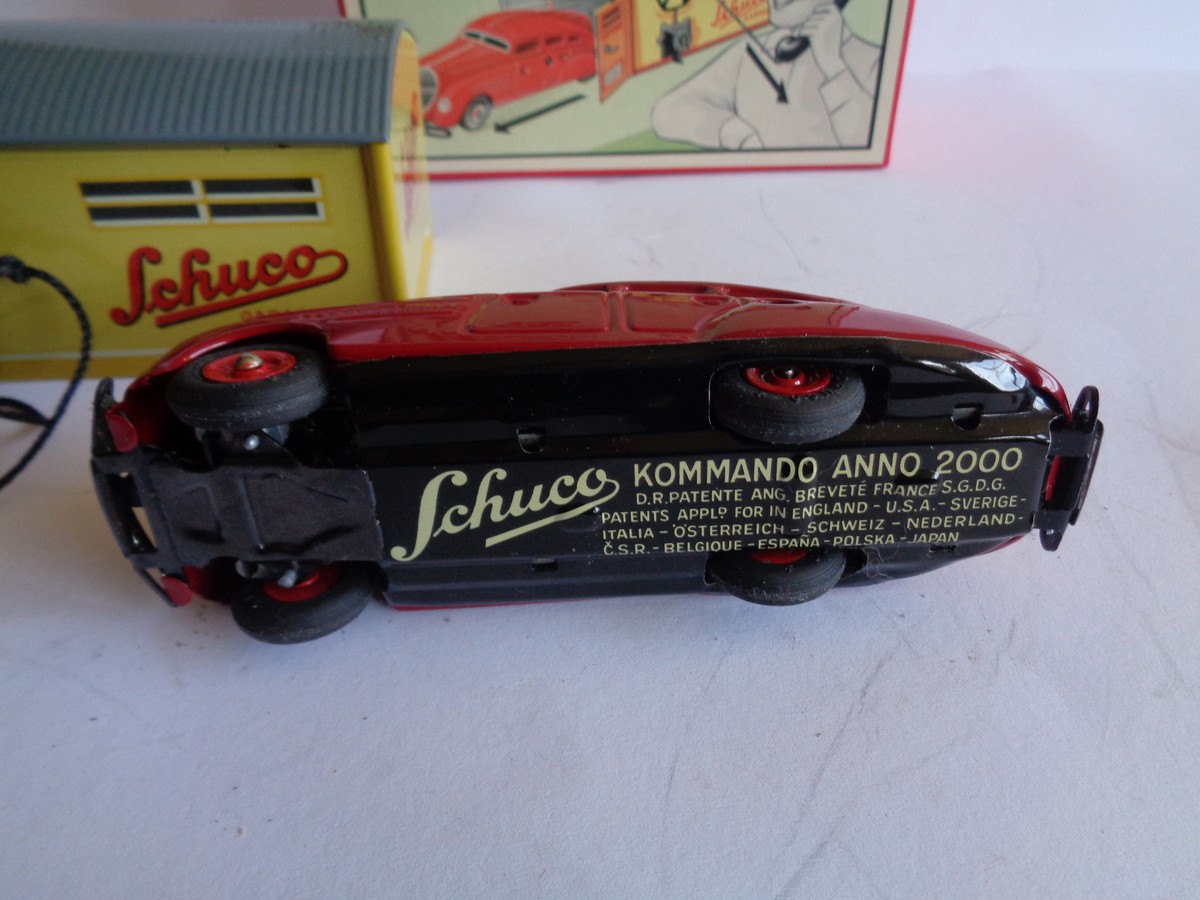 Schuco
Schuco KOMMANDO ANNO 2000
D.R.PATENTE ANG. BREVETÉ FRANCE S.G.D.G.
PATENTS APPLD FOR IN ENGLAND - U.S.A. - SVERIGE -
ITALIA - ÖSTERREICH - SCHWEIZ - NEDERLAND -
Č.S.R. - BELGIQUE - ESPAÑA - POLSKA - JAPAN